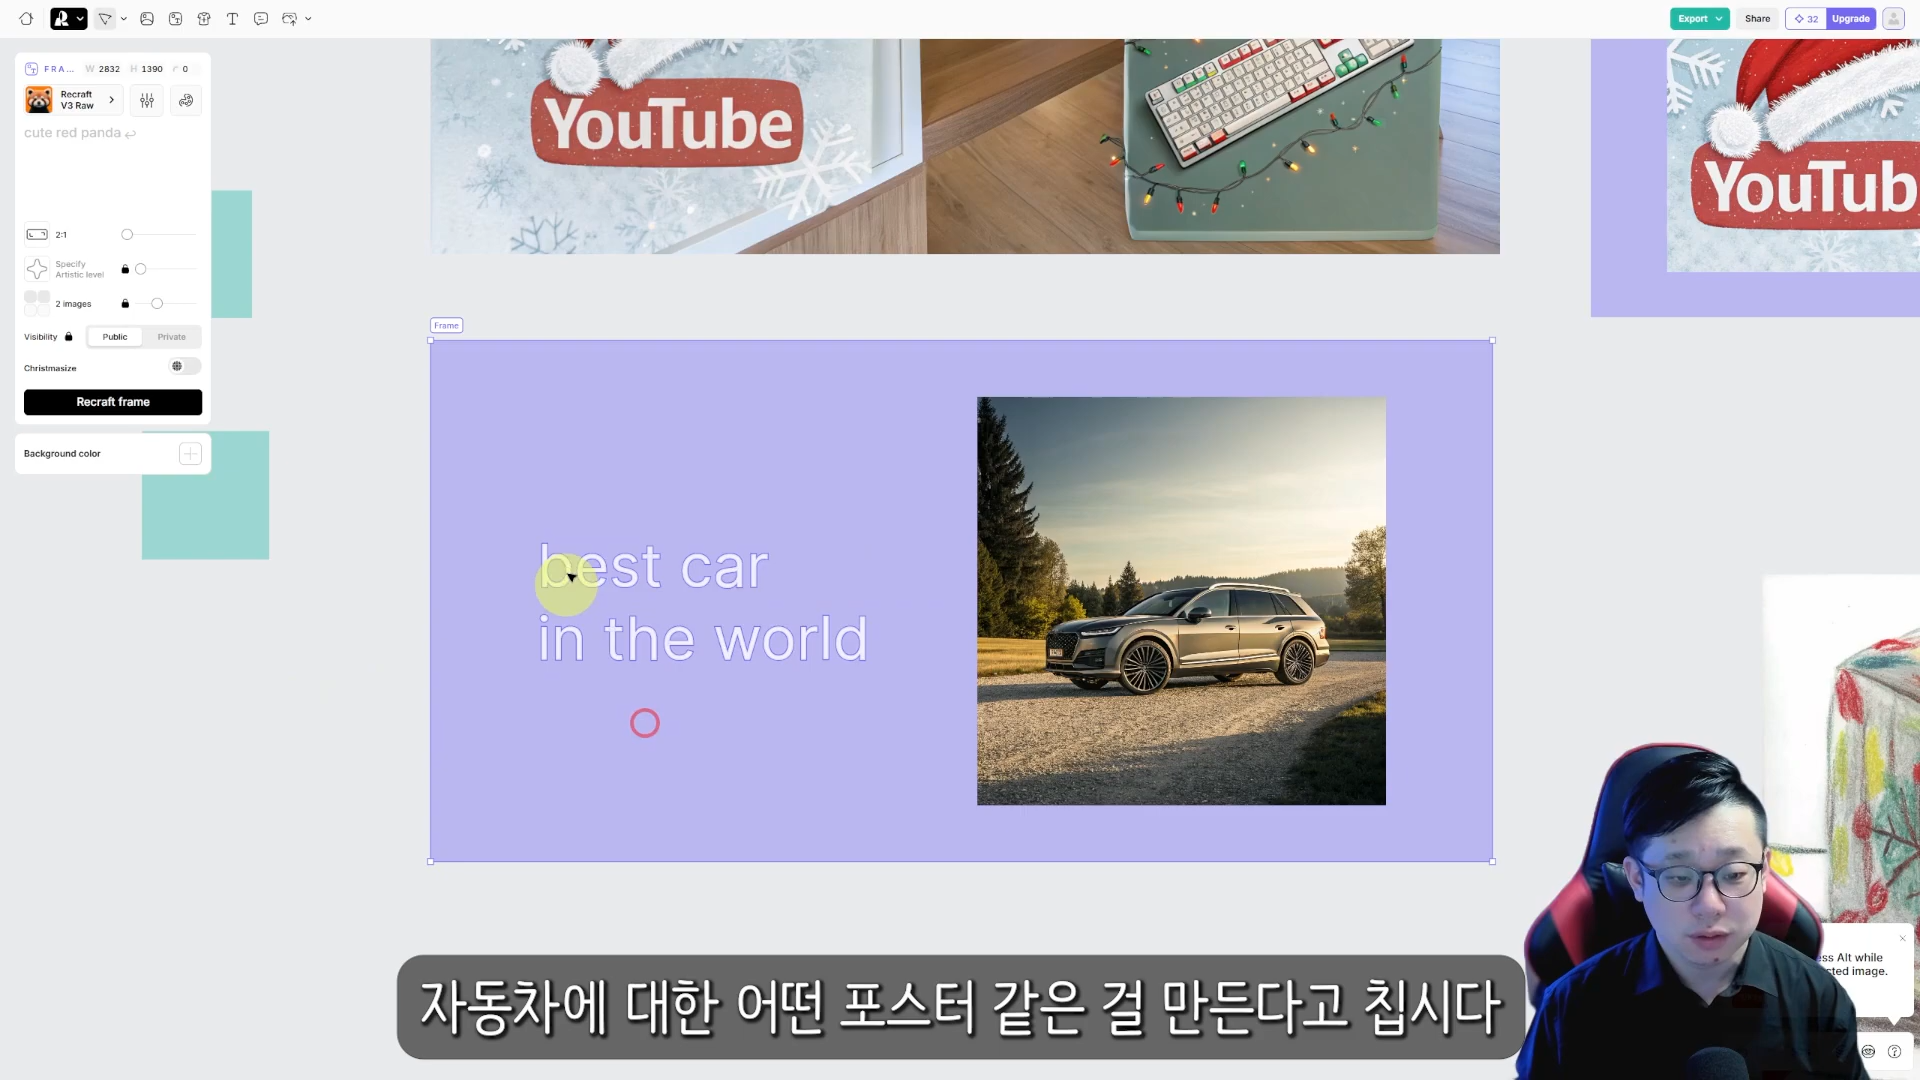 Export
Share
32
Upgrade
FRA...
W 2832
H 1390
0
Recraft
V3 Raw
cute red panda
2:1
Specify
Artistic level
2 images
Visibility
Public
Private
Christmasize
Recraft frame
Background color
YouTube
YouTub
Frame
best car
in the world
ess Alt while
cted image.
자동차에 대한 어떤 포스터 같은 걸 만든다고 칩시다